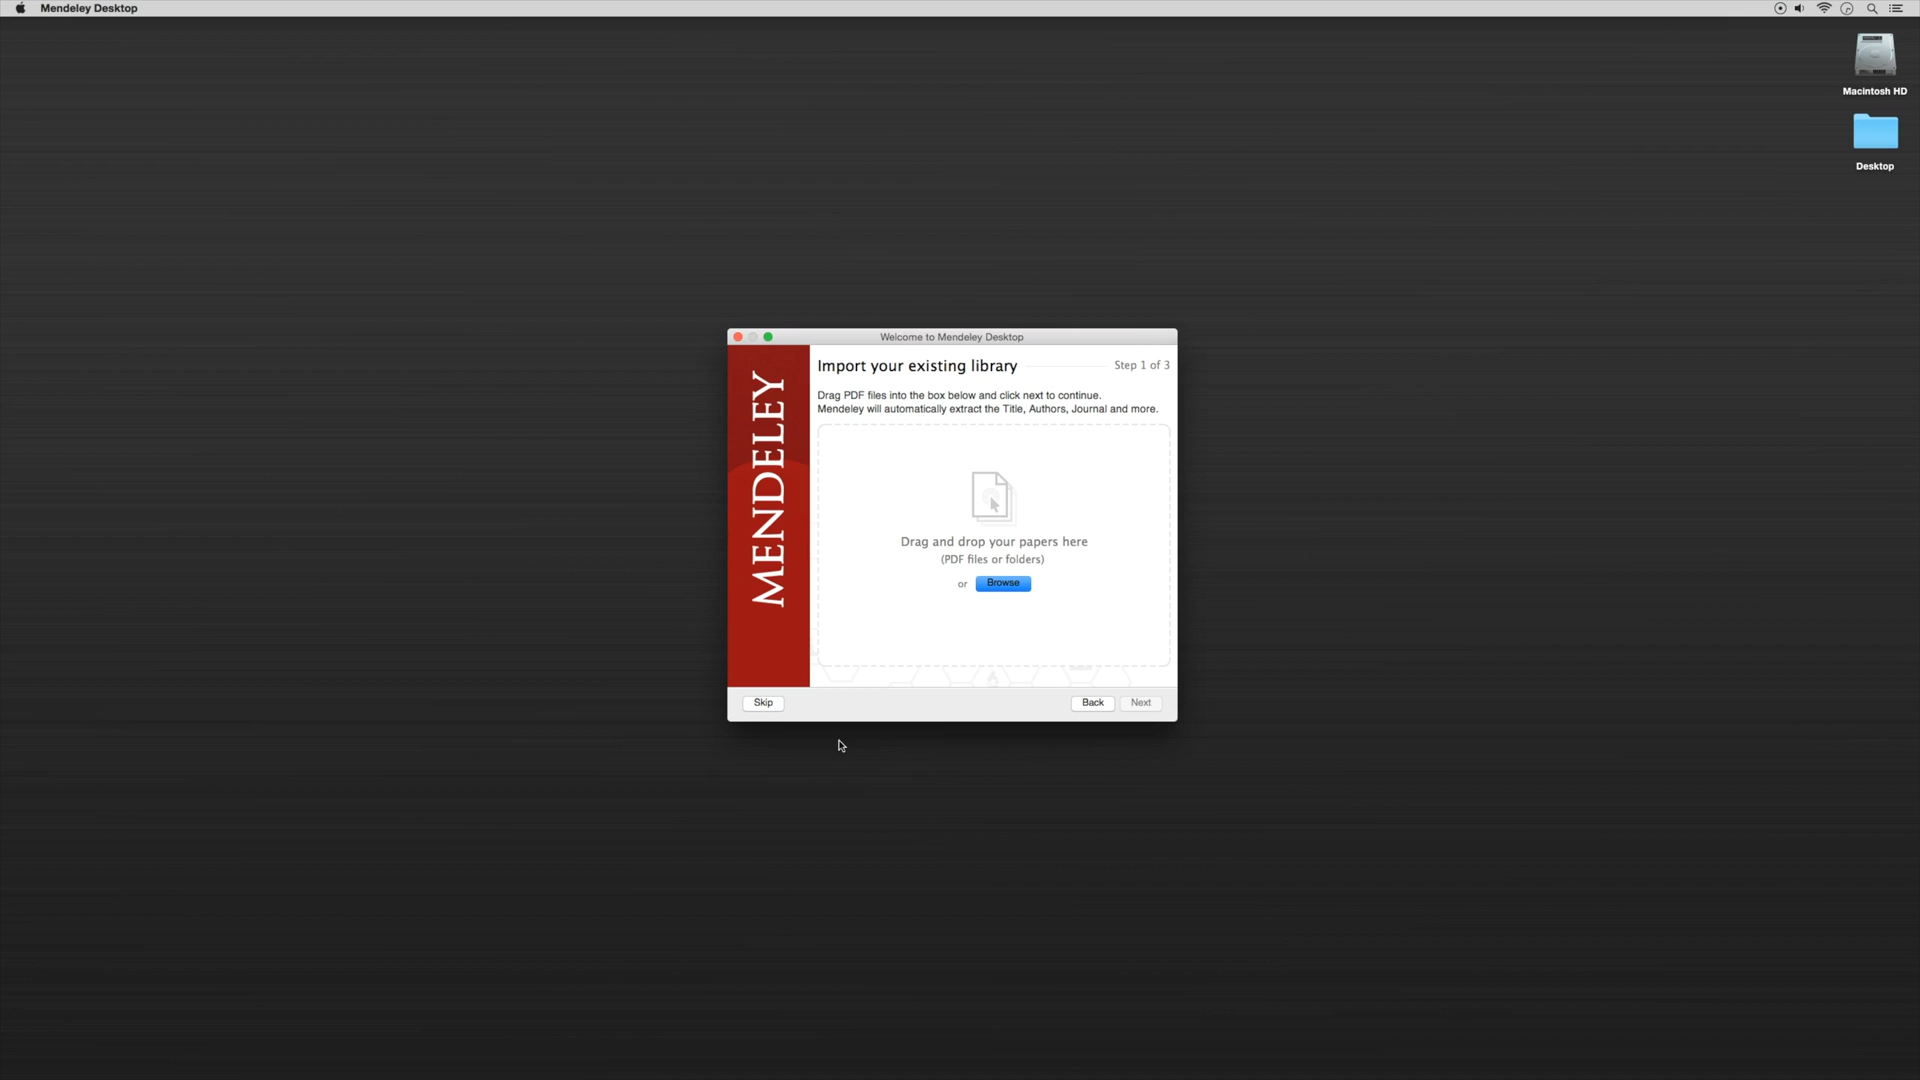 Mendeley Desktop
Macintosh HD
Desktop
Welcome to Mendeley Desktop
MENDELEY
Import your existing library
Step 1 of 3
Drag PDF files into the box below and click next to continue.
Mendeley will automatically extract the Title, Authors, Journal and more.
Drag and drop your papers here
(PDF files or folders)
or Browse
Skip
Back
Next